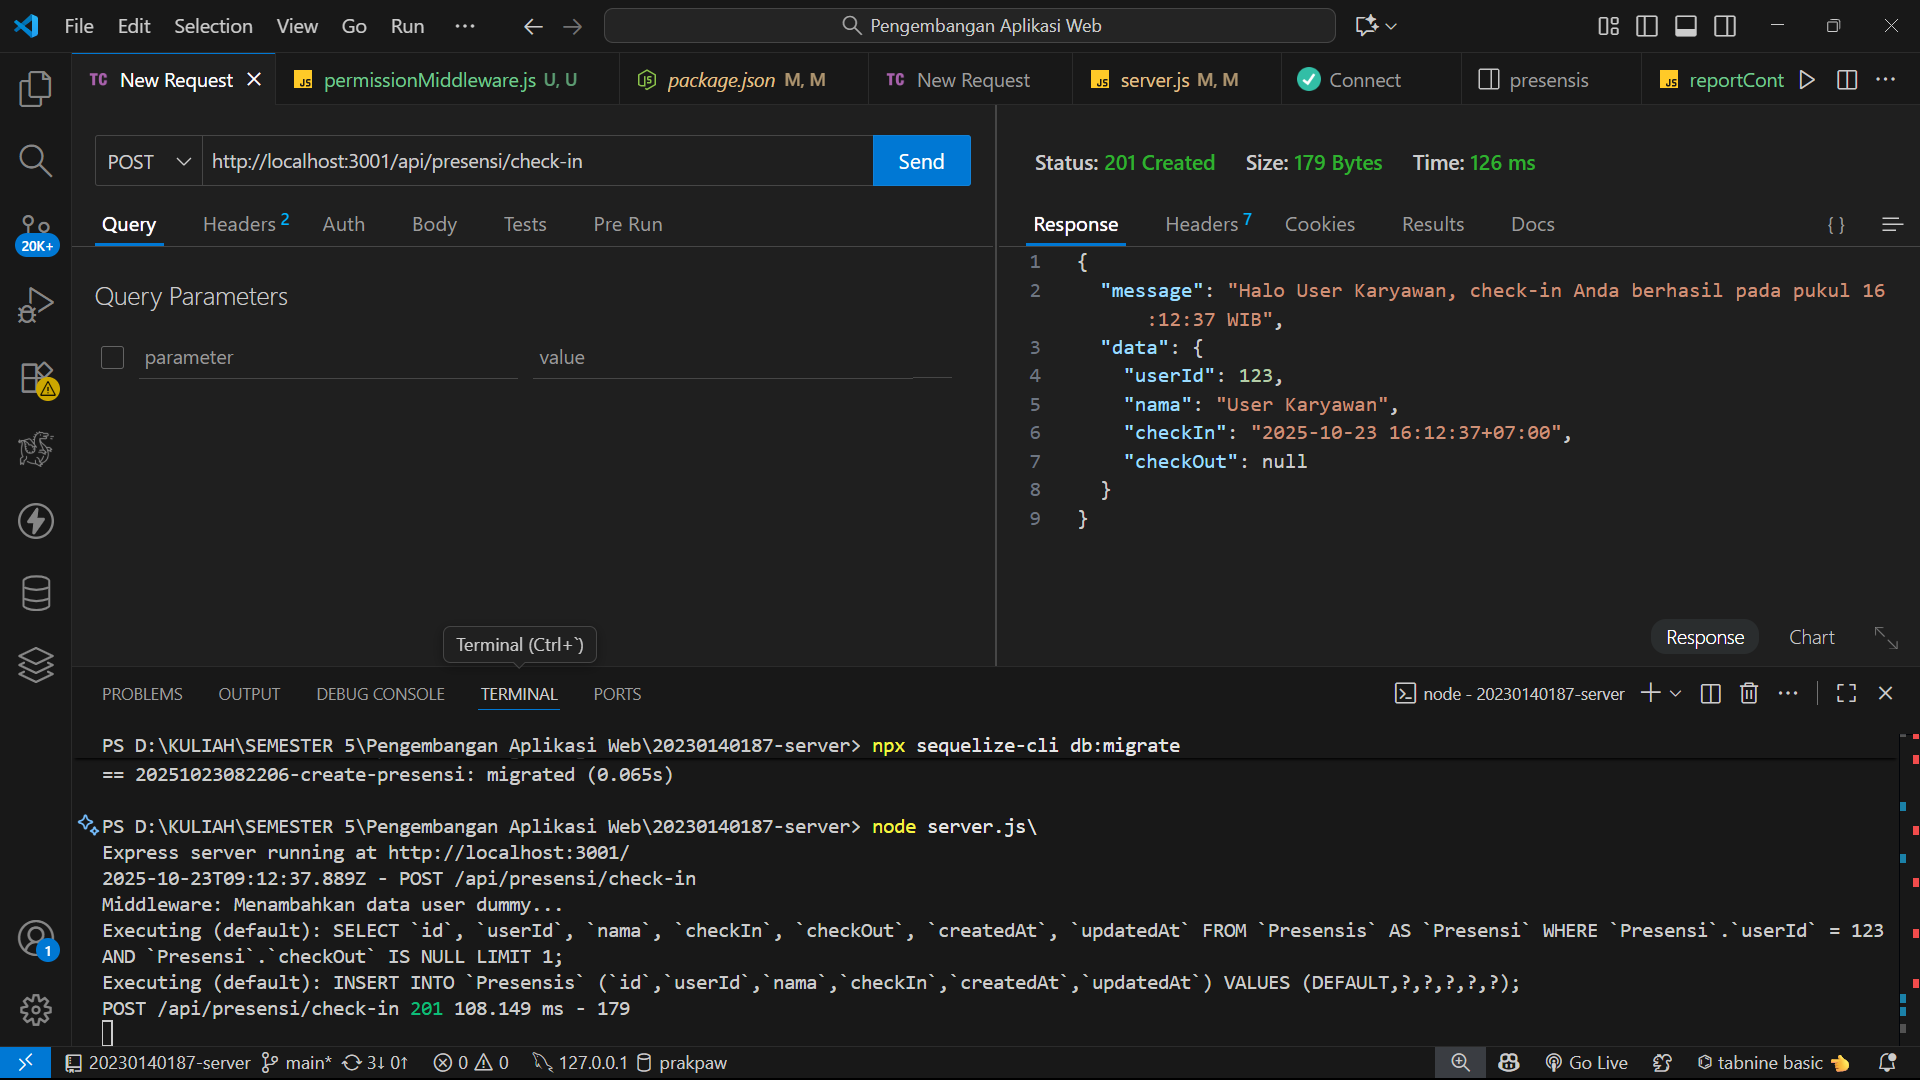 File Edit Selection View Go Run ··· Pengembangan Aplikasi Web
TC New Request JS permissionMiddleware.js U, U package.json M, M TC New Request JS server.js M, M Connect presensis JS reportCont
POST http://localhost:3001/api/presensi/check-in Send
Query Headers 2 Auth Body Tests Pre Run
Query Parameters
parameter value
Status: 201 Created Size: 179 Bytes Time: 126 ms
Response Headers 7 Cookies Results Docs { }
1 {
2 "message": "Halo User Karyawan, check-in Anda berhasil pada pukul 16
:12:37 WIB",
3 "data": {
4 "userId": 123,
5 "nama": "User Karyawan",
6 "checkIn": "2025-10-23 16:12:37+07:00",
7 "checkOut": null
8 }
9 }
Response Chart
20K+
1
Terminal (Ctrl+`)
PROBLEMS OUTPUT DEBUG CONSOLE TERMINAL PORTS node - 20230140187-server
PS D:\KULIAH\SEMESTER 5\Pengembangan Aplikasi Web\20230140187-server> npx sequelize-cli db:migrate
== 20251023082206-create-presensi: migrated (0.065s)
PS D:\KULIAH\SEMESTER 5\Pengembangan Aplikasi Web\20230140187-server> node server.js\
Express server running at http://localhost:3001/
2025-10-23T09:12:37.889Z - POST /api/presensi/check-in
Middleware: Menambahkan data user dummy...
Executing (default): SELECT `id`, `userId`, `nama`, `checkIn`, `checkOut`, `createdAt`, `updatedAt` FROM `Presensis` AS `Presensi` WHERE `Presensi`.`userId` = 123
AND `Presensi`.`checkOut` IS NULL LIMIT 1;
Executing (default): INSERT INTO `Presensis` (`id`,`userId`,`nama`,`checkIn`,`createdAt`,`updatedAt`) VALUES (DEFAULT,?,?,?,?,?);
POST /api/presensi/check-in 201 108.149 ms - 179
20230140187-server main* 3↓ 0↑ 0 0 127.0.0.1 prakpaw Go Live tabnine basic